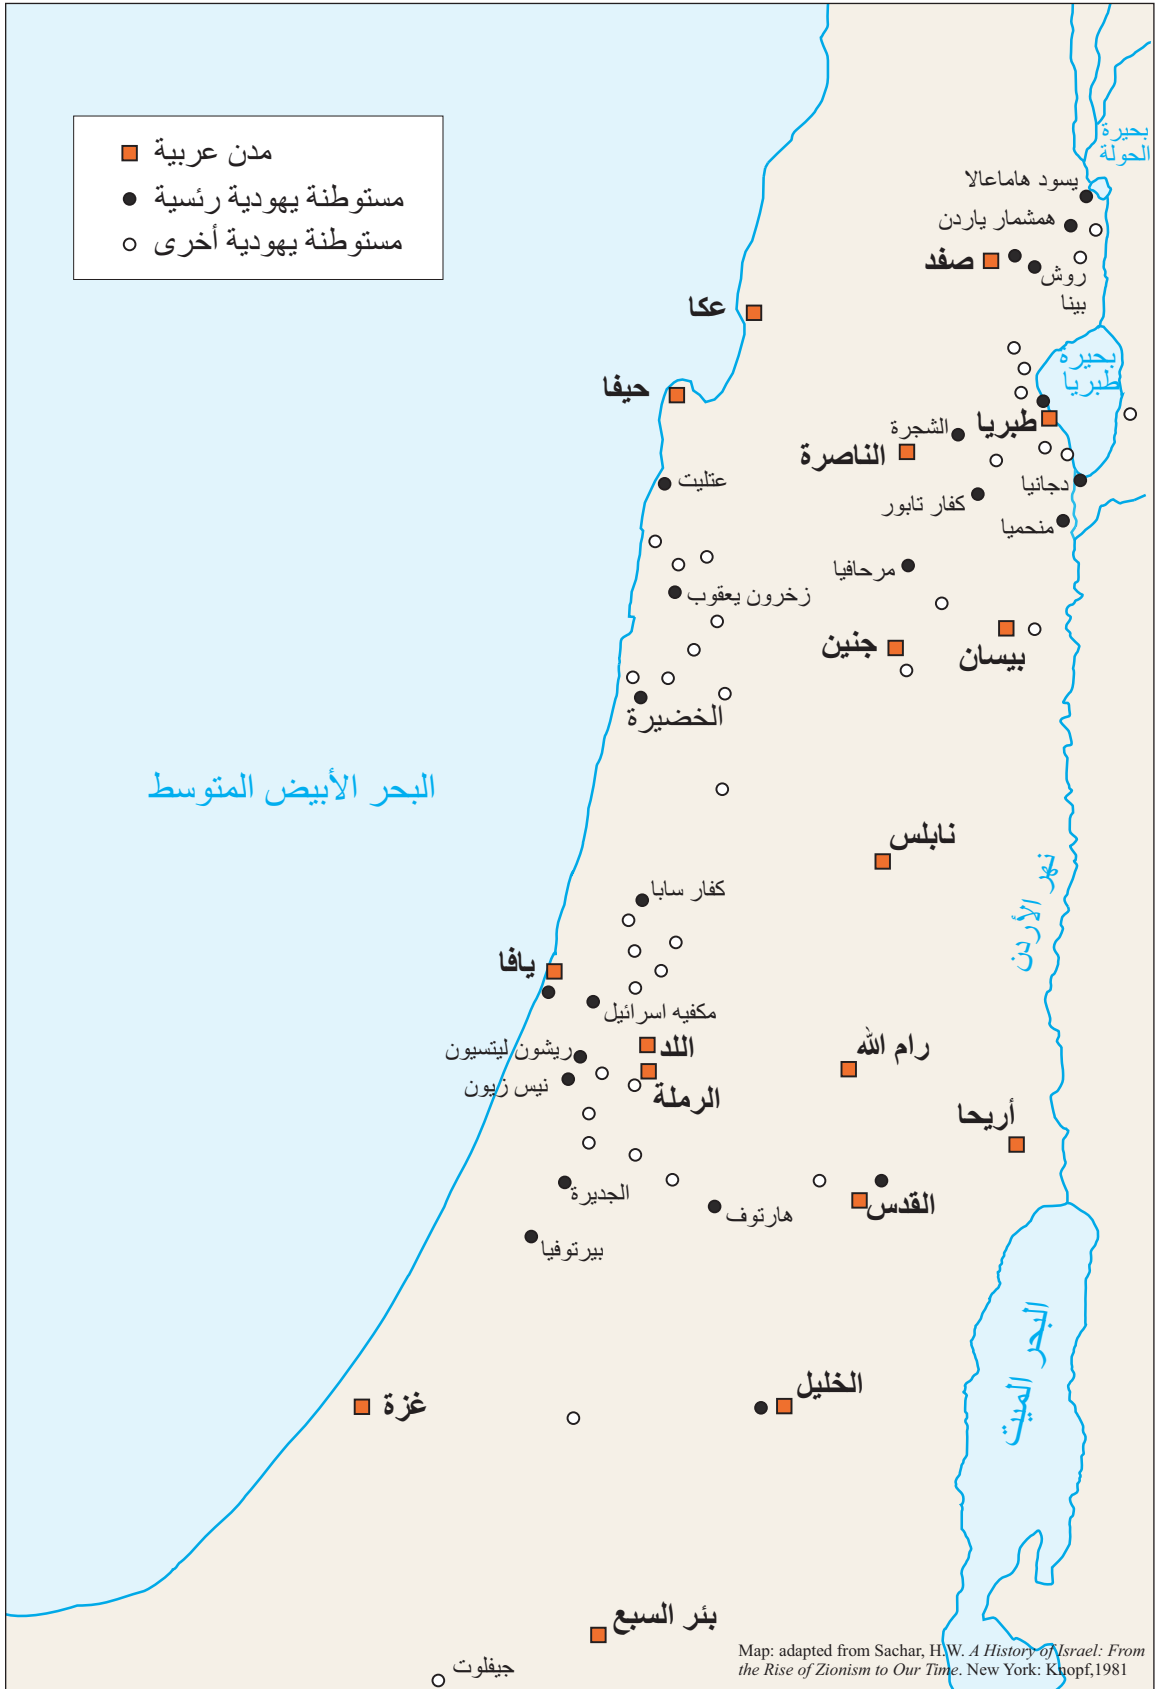 مدن عربية
مستوطنة يهودية رئسية
مستوطنة يهودية أخرى
بحيرة
الحولة
يسود هاماعالا
همشمار ياردن
صفد
روش
بينا
عكا
بحيرة
طبريا
حيفا
طبريا
الشجرة
الناصرة
عتليت
دجانيا
كفار تابور
منحميا
مرحافيا
زخرون يعقوب
جنين
بيسان
الخضيرة
البحر الأبيض المتوسط
نابلس
نهر الأردن
كفار سابا
يافا
مكفيه اسرائيل
اللد
رام الله
ريشون ليتسيون
نيس زيون
الرملة
أريحا
الجديرة
القدس
هارتوف
بيرتوفيا
البحر الميت
الخليل
غزة
بئر السبع
جيفلوت
Map: adapted from Sachar, H.W. A History of Israel: From
the Rise of Zionism to Our Time. New York: Knopf,1981